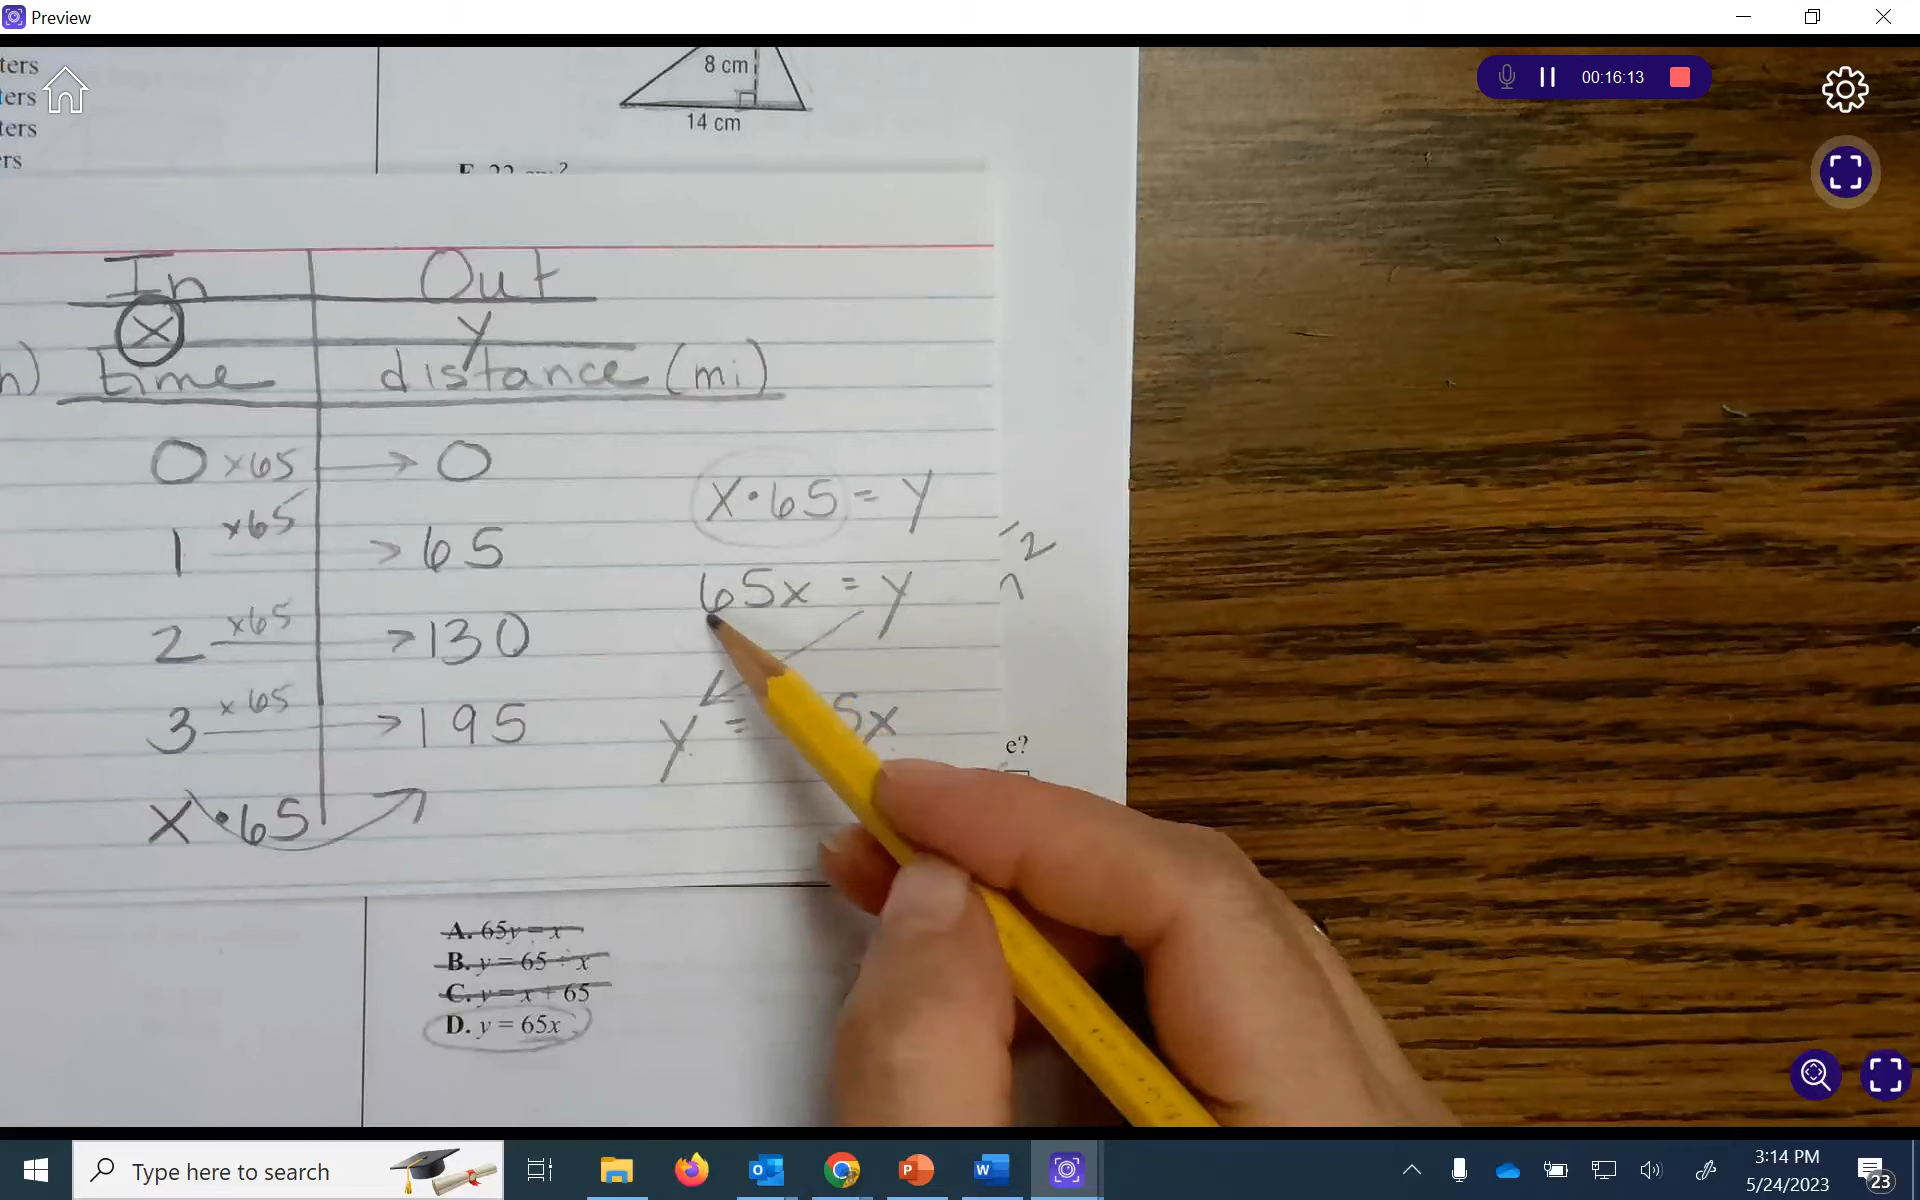 Preview
ters
ters
ters
rs
8 cm
14 cm
00:16:13
In Out
x y
time distance (mi)
0 x65 → 0
1 x65 > 65
2 x65 > 130
3 x65 > 195
x • 65
x • 65 = y
65x = y
y = 5x
e?
A. 65y = x
B. y = 65 ÷ x
C. y = x + 65
D. y = 65x
Type here to search
3:14 PM
5/24/2023
23